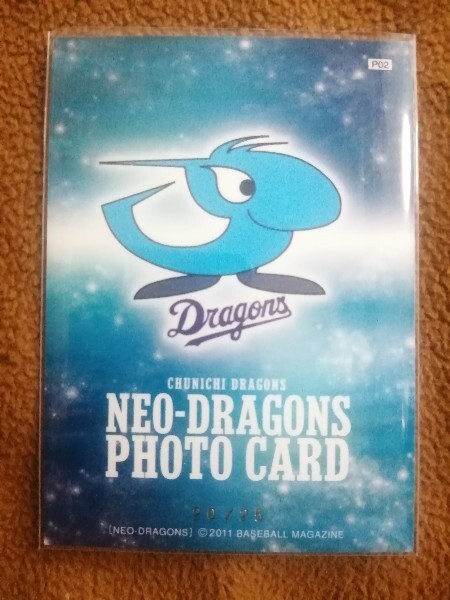 P02
Dragons
CHUNICHI DRAGONS
NEO-DRAGONS
PHOTO CARD
[NEO-DRAGONS] ©2011 BASEBALL MAGAZINE